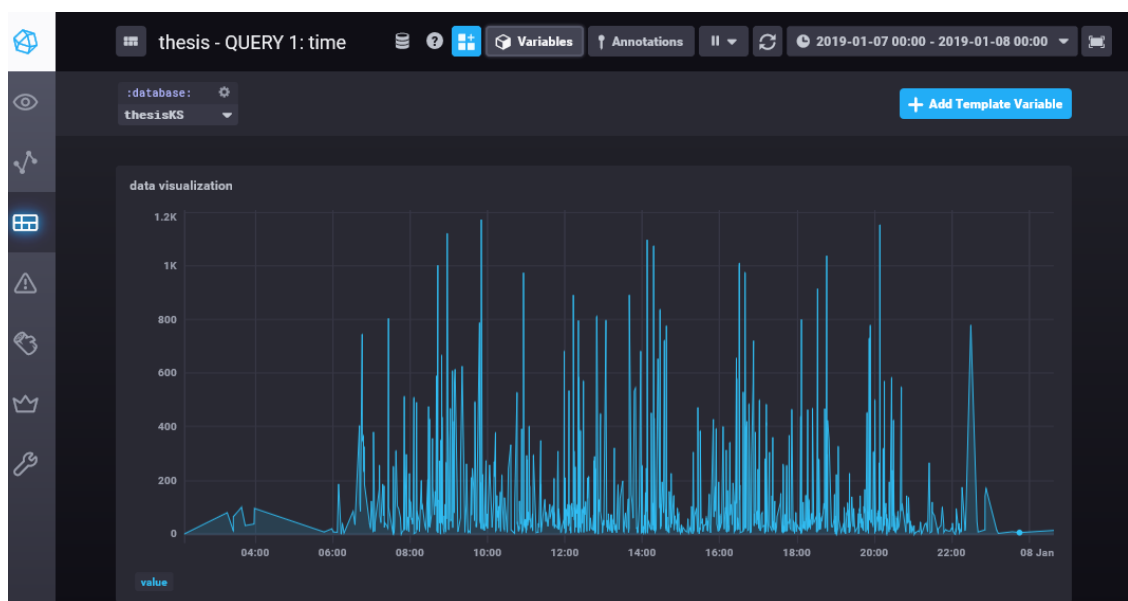 thesis - QUERY 1: time
Variables
Annotations
2019-01-07 00:00 - 2019-01-08 00:00
:database:
thesisKS
+ Add Template Variable
data visualization
1.2K
1K
800
600
400
200
0
04:00 06:00 08:00 10:00 12:00 14:00 16:00 18:00 20:00 22:00 08 Jan
value